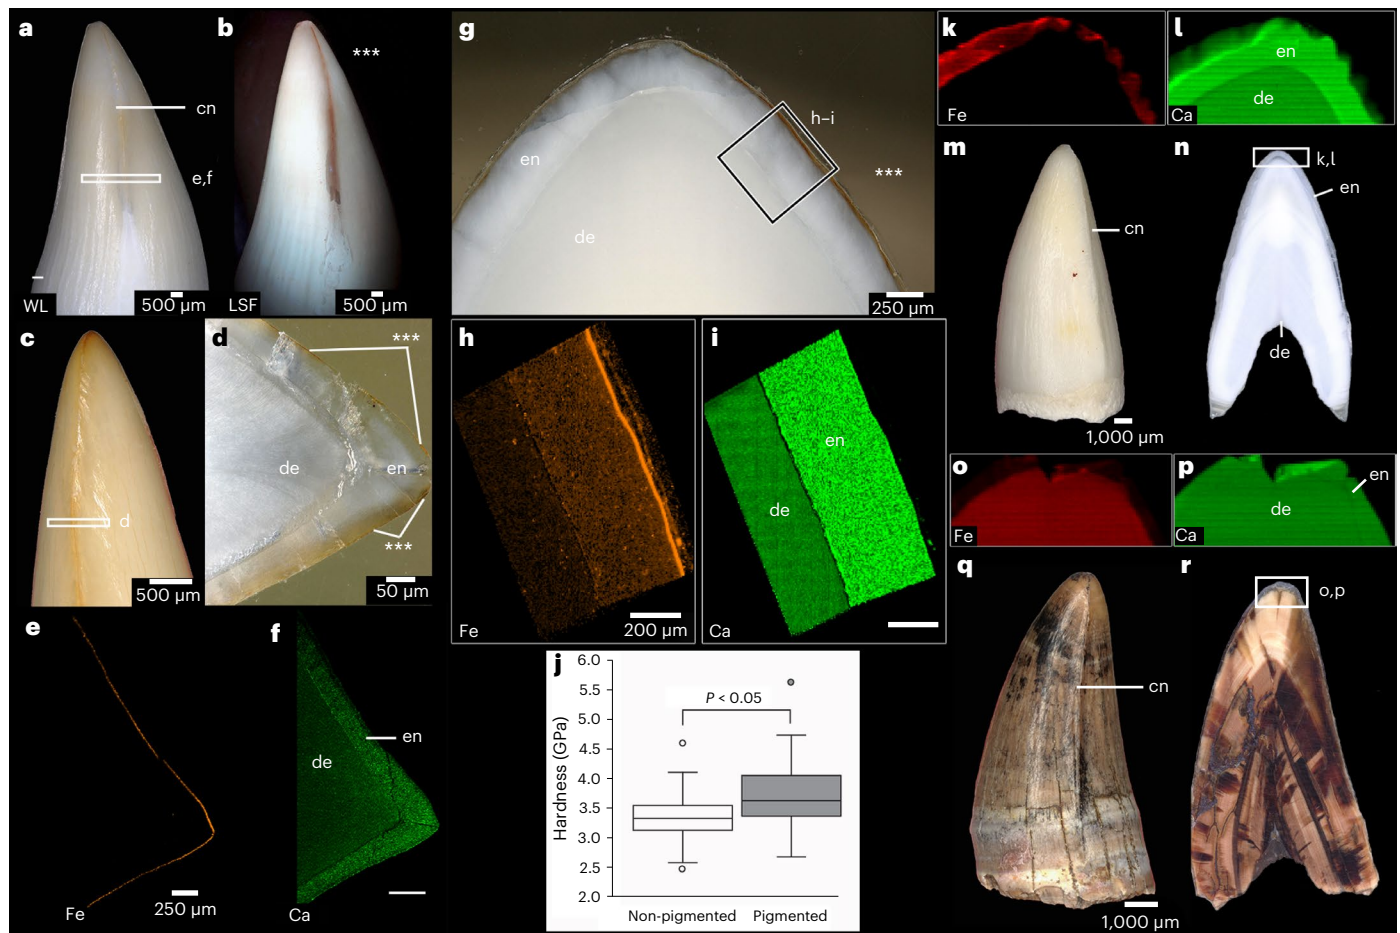 a
cn
e,f
WL
500 µm
b
***
LSF
500 µm
c
d
500 µm
d
***
de
en
***
50 µm
e
Fe
250 µm
f
en
de
Ca
g
h–i
en
***
de
250 µm
h
Fe
200 µm
i
en
de
Ca
j
6.0
5.5
5.0
4.5
4.0
3.5
3.0
2.5
2.0
Hardness (GPa)
P < 0.05
Non-pigmented
Pigmented
k
Fe
l
en
de
Ca
m
cn
1,000 µm
n
k,l
en
de
o
Fe
p
en
de
Ca
q
cn
1,000 µm
r
o,p